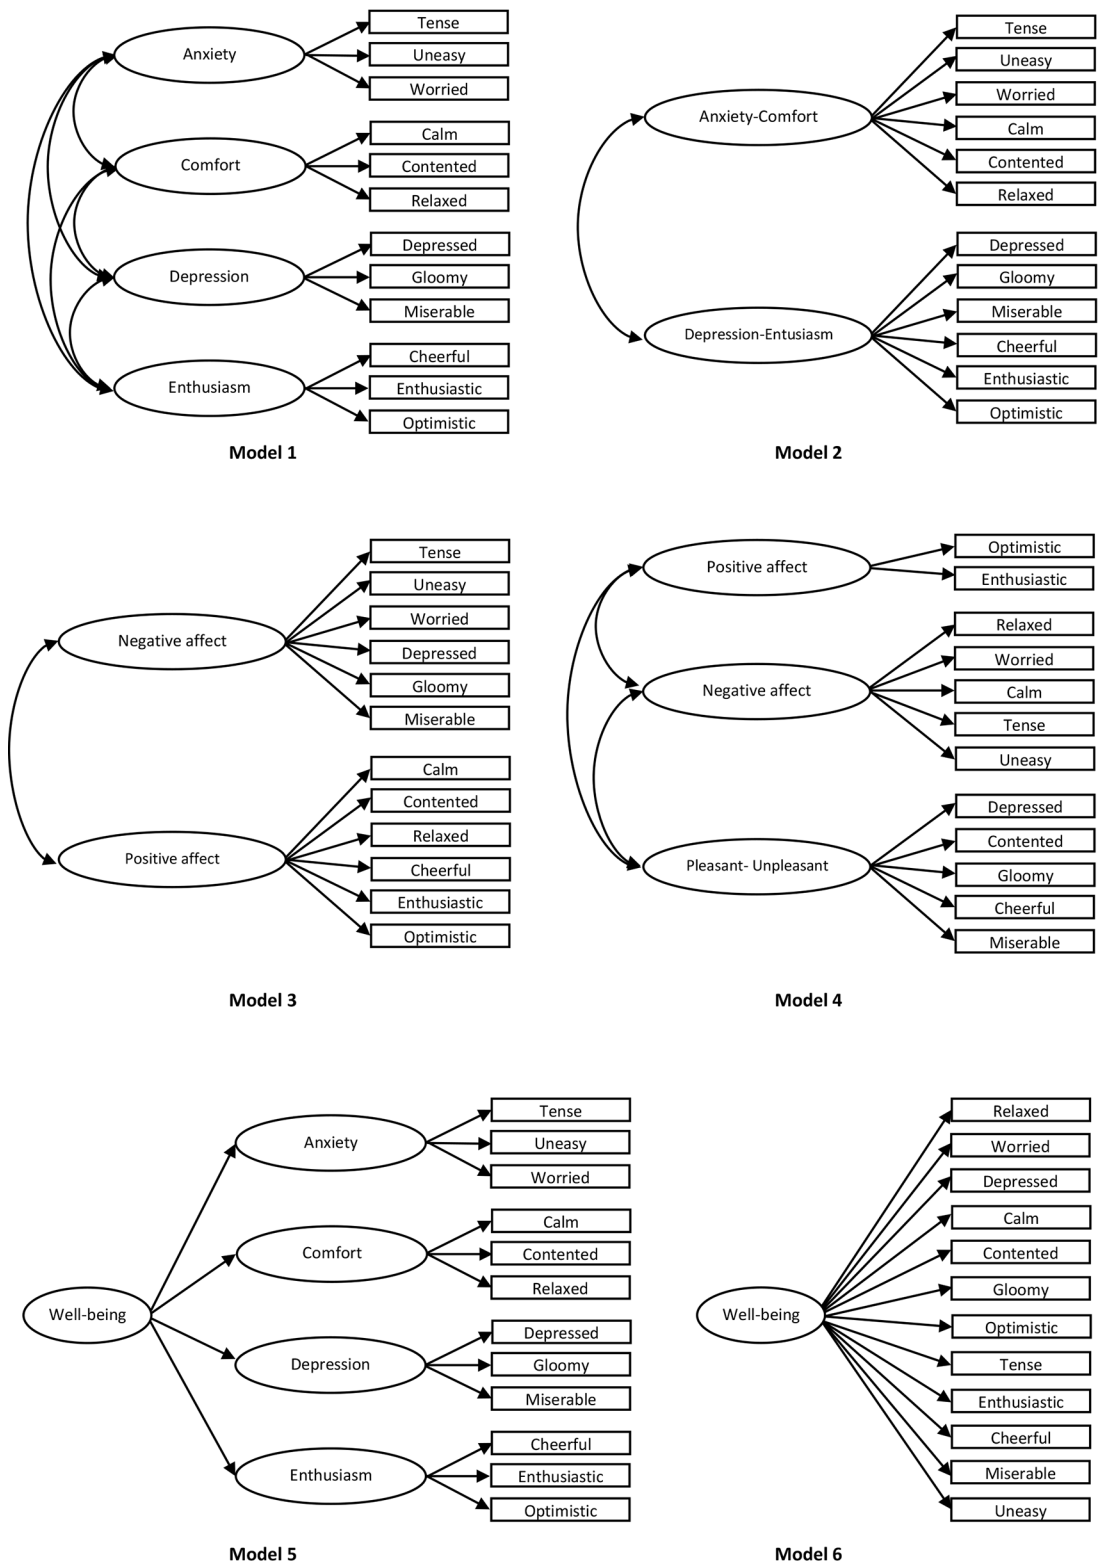 Anxiety
Tense
Uneasy
Worried
Comfort
Calm
Contented
Relaxed
Depression
Depressed
Gloomy
Miserable
Enthusiasm
Cheerful
Enthusiastic
Optimistic
Model 1
Anxiety-Comfort
Tense
Uneasy
Worried
Calm
Contented
Relaxed
Depression-Entusiasm
Depressed
Gloomy
Miserable
Cheerful
Enthusiastic
Optimistic
Model 2
Negative affect
Tense
Uneasy
Worried
Depressed
Gloomy
Miserable
Positive affect
Calm
Contented
Relaxed
Cheerful
Enthusiastic
Optimistic
Model 3
Positive affect
Optimistic
Enthusiastic
Negative affect
Relaxed
Worried
Calm
Tense
Uneasy
Pleasant- Unpleasant
Depressed
Contented
Gloomy
Cheerful
Miserable
Model 4
Well-being
Anxiety
Tense
Uneasy
Worried
Comfort
Calm
Contented
Relaxed
Depression
Depressed
Gloomy
Miserable
Enthusiasm
Cheerful
Enthusiastic
Optimistic
Model 5
Well-being
Relaxed
Worried
Depressed
Calm
Contented
Gloomy
Optimistic
Tense
Enthusiastic
Cheerful
Miserable
Uneasy
Model 6